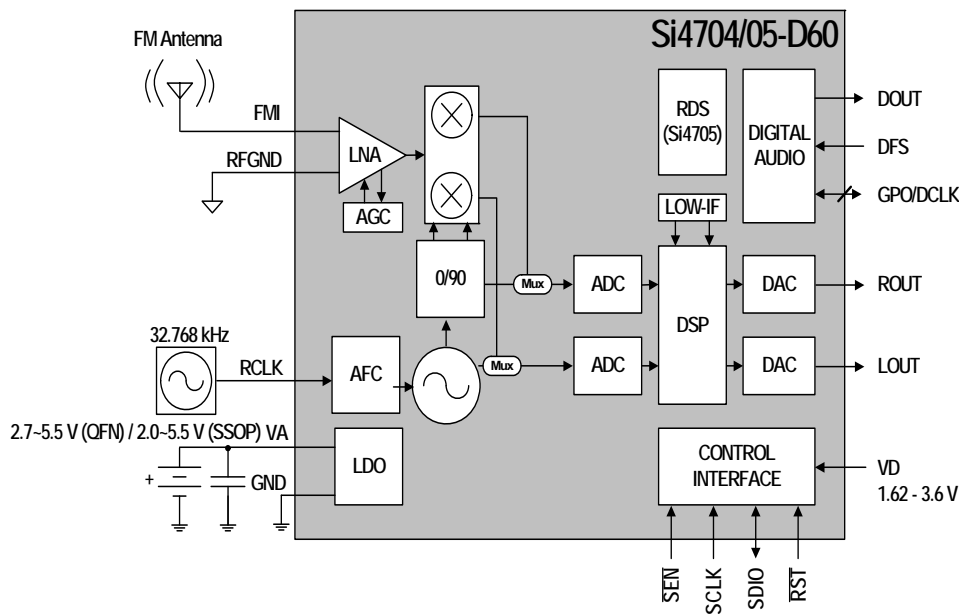 Si4704/05-D60
FM Antenna
FMI
RFGND
LNA
AGC
RDS
(Si4705)
DIGITAL
AUDIO
DOUT
DFS
GPO/DCLK
LOW-IF
0/90
Mux
ADC
DSP
DAC
ROUT
32.768 kHz
RCLK
AFC
Mux
ADC
DAC
LOUT
2.7~5.5 V (QFN) / 2.0~5.5 V (SSOP) VA
+
GND
LDO
CONTROL
INTERFACE
VD
1.62 - 3.6 V
SEN
SCLK
SDIO
RST